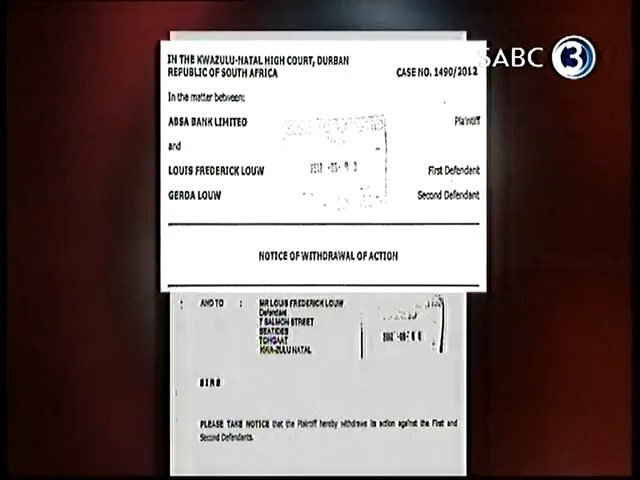 SABC 3
IN THE KWAZULU-NATAL HIGH COURT, DURBAN
REPUBLIC OF SOUTH AFRICA CASE NO. 1490/2012
In the matter between:
ABSA BANK LIMITED Plaintiff
and
LOUIS FREDERICK LOUW First Defendant
GERDA LOUW Second Defendant
NOTICE OF WITHDRAWAL OF ACTION
: AND TO : MR LOUIS FREDERICK LOUW
Defendant
7 SALMON STREET
SEATIDES
TONGAAT
KWA-ZULU NATAL
SIRS
PLEASE TAKE NOTICE that the Plaintiff hereby withdraws its action against the First and
Second Defendants.